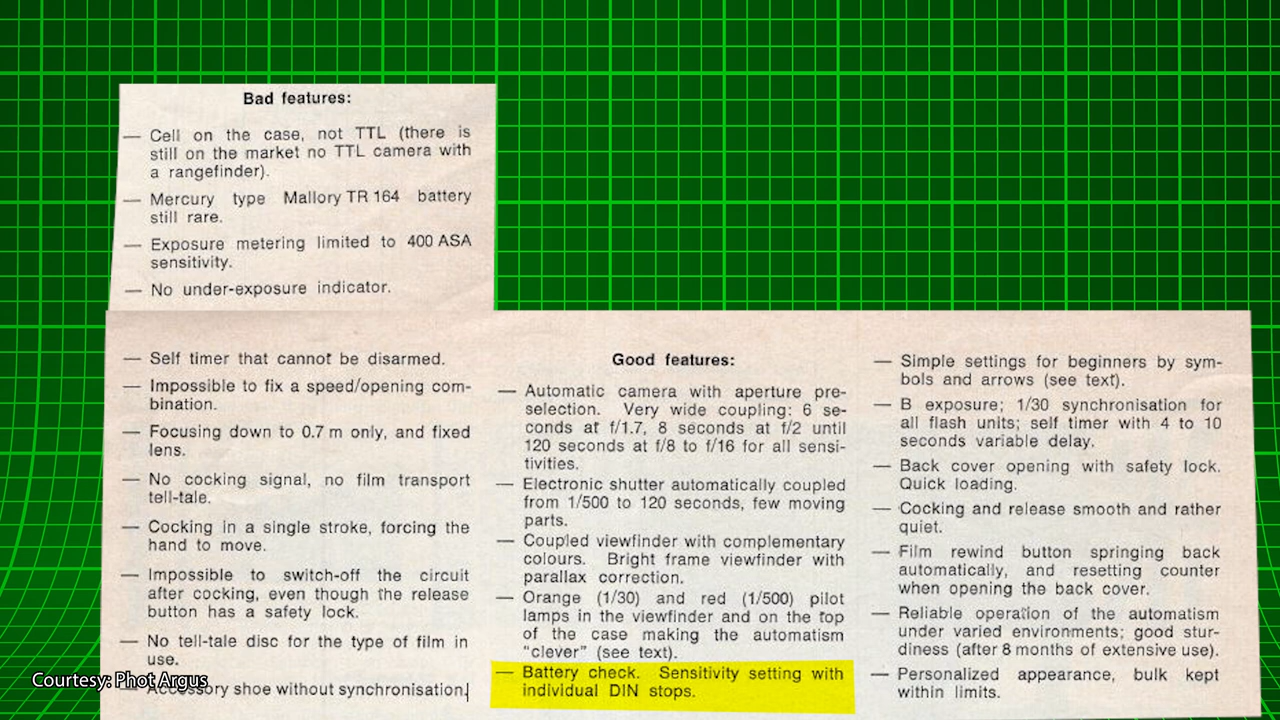 Bad features:
— Cell on the case, not TTL (there is
still on the market no TTL camera with
a rangefinder).
— Mercury type Mallory TR 164 battery
still rare.
— Exposure metering limited to 400 ASA
sensitivity.
— No under-exposure indicator.
— Self timer that cannot be disarmed.
— Impossible to fix a speed/opening com-
bination.
— Focusing down to 0.7 m only, and fixed
lens.
— No cocking signal, no film transport
tell-tale.
— Cocking in a single stroke, forcing the
hand to move.
— Impossible to switch-off the circuit
after cocking, even though the release
button has a safety lock.
— No tell-tale disc for the type of film in
use.
— Accessory shoe without synchronisation.
Good features:
— Automatic camera with aperture pre-
selection. Very wide coupling: 6 se-
conds at f/1.7, 8 seconds at f/2 until
120 seconds at f/8 to f/16 for all sensi-
tivities.
— Electronic shutter automatically coupled
from 1/500 to 120 seconds, few moving
parts.
— Coupled viewfinder with complementary
colours. Bright frame viewfinder with
parallax correction.
— Orange (1/30) and red (1/500) pilot
lamps in the viewfinder and on the top
of the case making the automatism
"clever" (see text).
— Battery check. Sensitivity setting with
individual DIN stops.
— Simple settings for beginners by sym-
bols and arrows (see text).
— B exposure; 1/30 synchronisation for
all flash units; self timer with 4 to 10
seconds variable delay.
— Back cover opening with safety lock.
Quick loading.
— Cocking and release smooth and rather
quiet.
— Film rewind button springing back
automatically, and resetting counter
when opening the back cover.
— Reliable operation of the automatism
under varied environments; good stur-
diness (after 8 months of extensive use).
— Personalized appearance, bulk kept
within limits.
Courtesy: Phot Argus